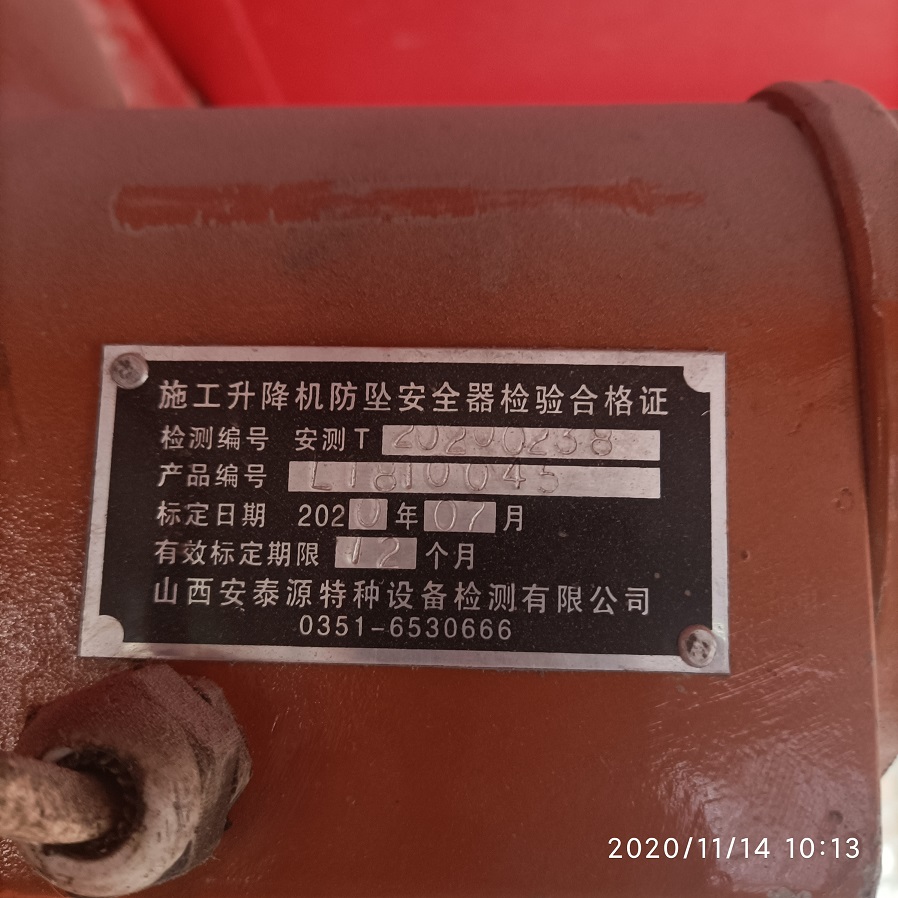 施工升降机防坠安全器检验合格证
检测编号 安测T 20200238
产品编号 LT810045
标定日期 2020年07月
有效标定期限 12个月
山西安泰源特种设备检测有限公司
0351-6530666
2020/11/14 10:13